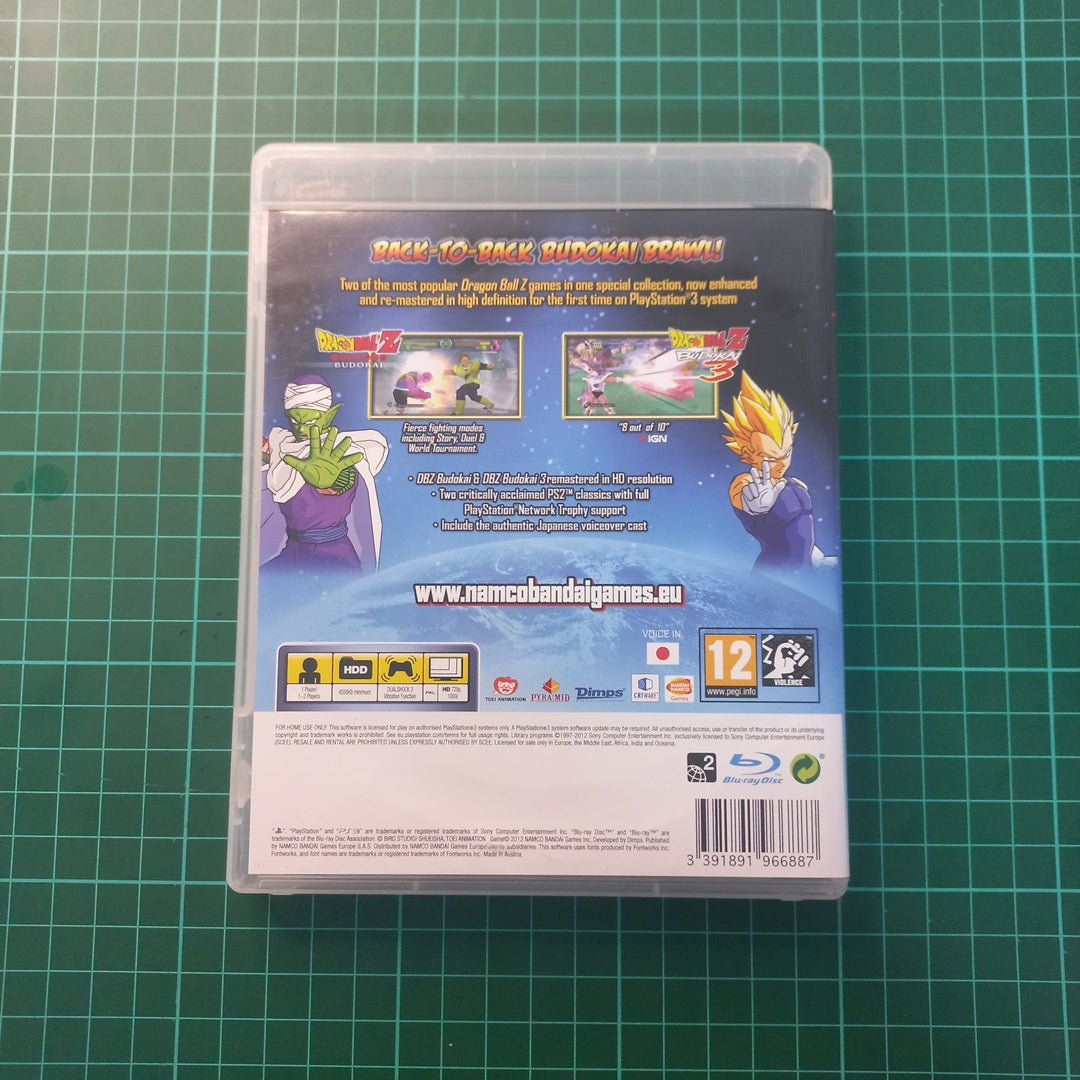 BACK-TO-BACK BUDOKAI BRAWL!
Two of the most popular Dragon Ball Z games in one special collection, now enhanced
and re-mastered in high definition for the first time on PlayStation®3 system
DRAGON BALL Z
BUDOKAI
DRAGON BALL Z
BUDOKAI
3
Fierce fighting modes
including Story, Duel &
World Tournament.
"8 out of 10"
IGN
• DBZ Budokai & DBZ Budokai 3 remastered in HD resolution
• Two critically acclaimed PS2™ classics with full
PlayStation®Network Trophy support
• Include the authentic Japanese voiceover cast
www.namcobandaigames.eu
VOICE IN
HDD
1 Player/
1-2 Players
4550KB minimum
DUALSHOCK 3
Vibration Function
PAL
HD 720p,
1080i
TOEI ANIMATION
PYRAMID
Dimps
CRIWARE
BANDAI
NAMCO
Games
12
www.pegi.info
VIOLENCE
FOR HOME USE ONLY. This software is licensed for play on authorised PlayStation®3 systems only. A PlayStation®3 system software update may be required. All unauthorised access, use or transfer of the product or its underlying
copyright and trademark works is prohibited. See eu.playstation.com/terms for full usage rights. Library programs ©1997-2012 Sony Computer Entertainment Inc. exclusively licensed to Sony Computer Entertainment Europe
(SCEE). RESALE AND RENTAL ARE PROHIBITED UNLESS EXPRESSLY AUTHORISED BY SCEE. Licensed for sale only in Europe, the Middle East, Africa, India and Oceania.
2
Blu-ray Disc
", "PlayStation" and "PS3" are trademarks or registered trademarks of Sony Computer Entertainment Inc. "Blu-ray Disc™" and "Blu-ray™" are
trademarks of the Blu-ray Disc Association. © BIRD STUDIO/ SHUEISHA, TOEI ANIMATION. Game© 2012 NAMCO BANDAI Games Inc. Developed by Dimps. Published
by NAMCO BANDAI Games Europe S.A.S. Distributed by NAMCO BANDAI Games Europe subsidiaries. This software uses fonts produced by Fontworks Inc.
Fontworks, and font names are trademarks or registered trademarks of Fontworks Inc. Made in Austria.
3 391891 966887